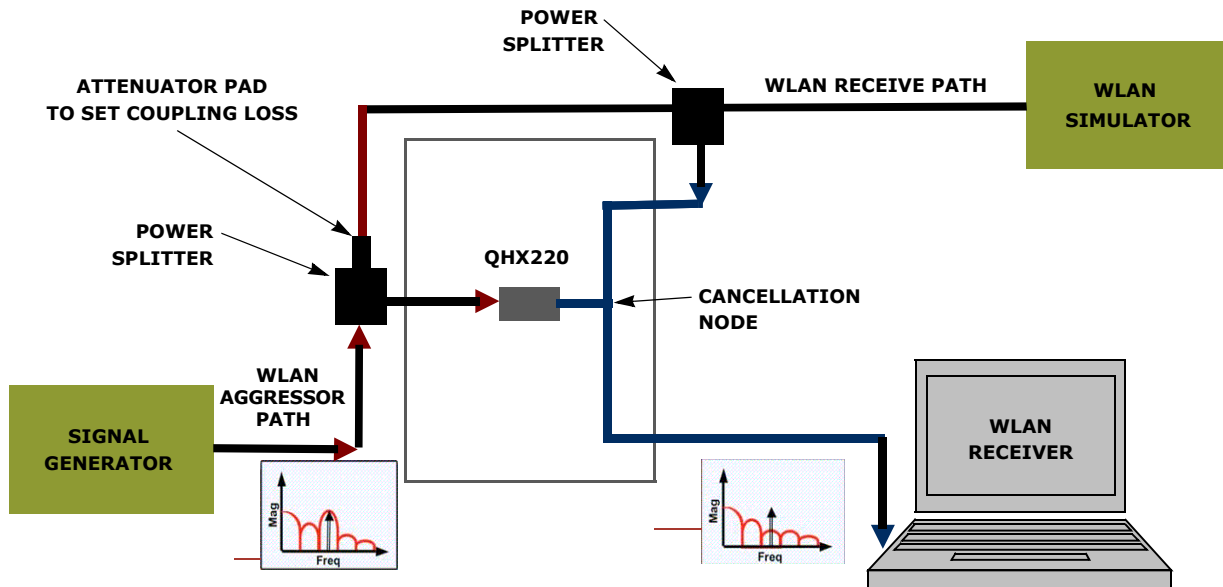 POWER
SPLITTER
ATTENUATOR PAD
TO SET COUPLING LOSS
WLAN RECEIVE PATH
WLAN
SIMULATOR
POWER
SPLITTER
QHX220
CANCELLATION
NODE
WLAN
AGGRESSOR
PATH
SIGNAL
GENERATOR
WLAN
RECEIVER
Mag
Freq
Mag
Freq